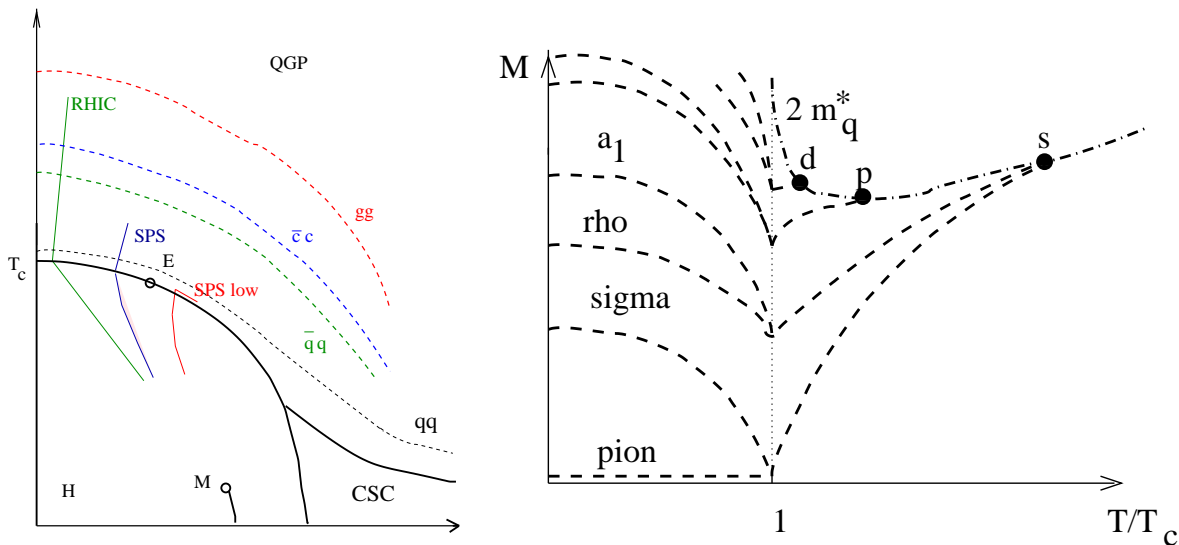 QGP
RHIC
gg
c̅ c
SPS
E
T_c
SPS low
q̅ q
qq
M
H
CSC
M
2 m*_q
a_1
d
p
s
rho
sigma
pion
1
T/T_c